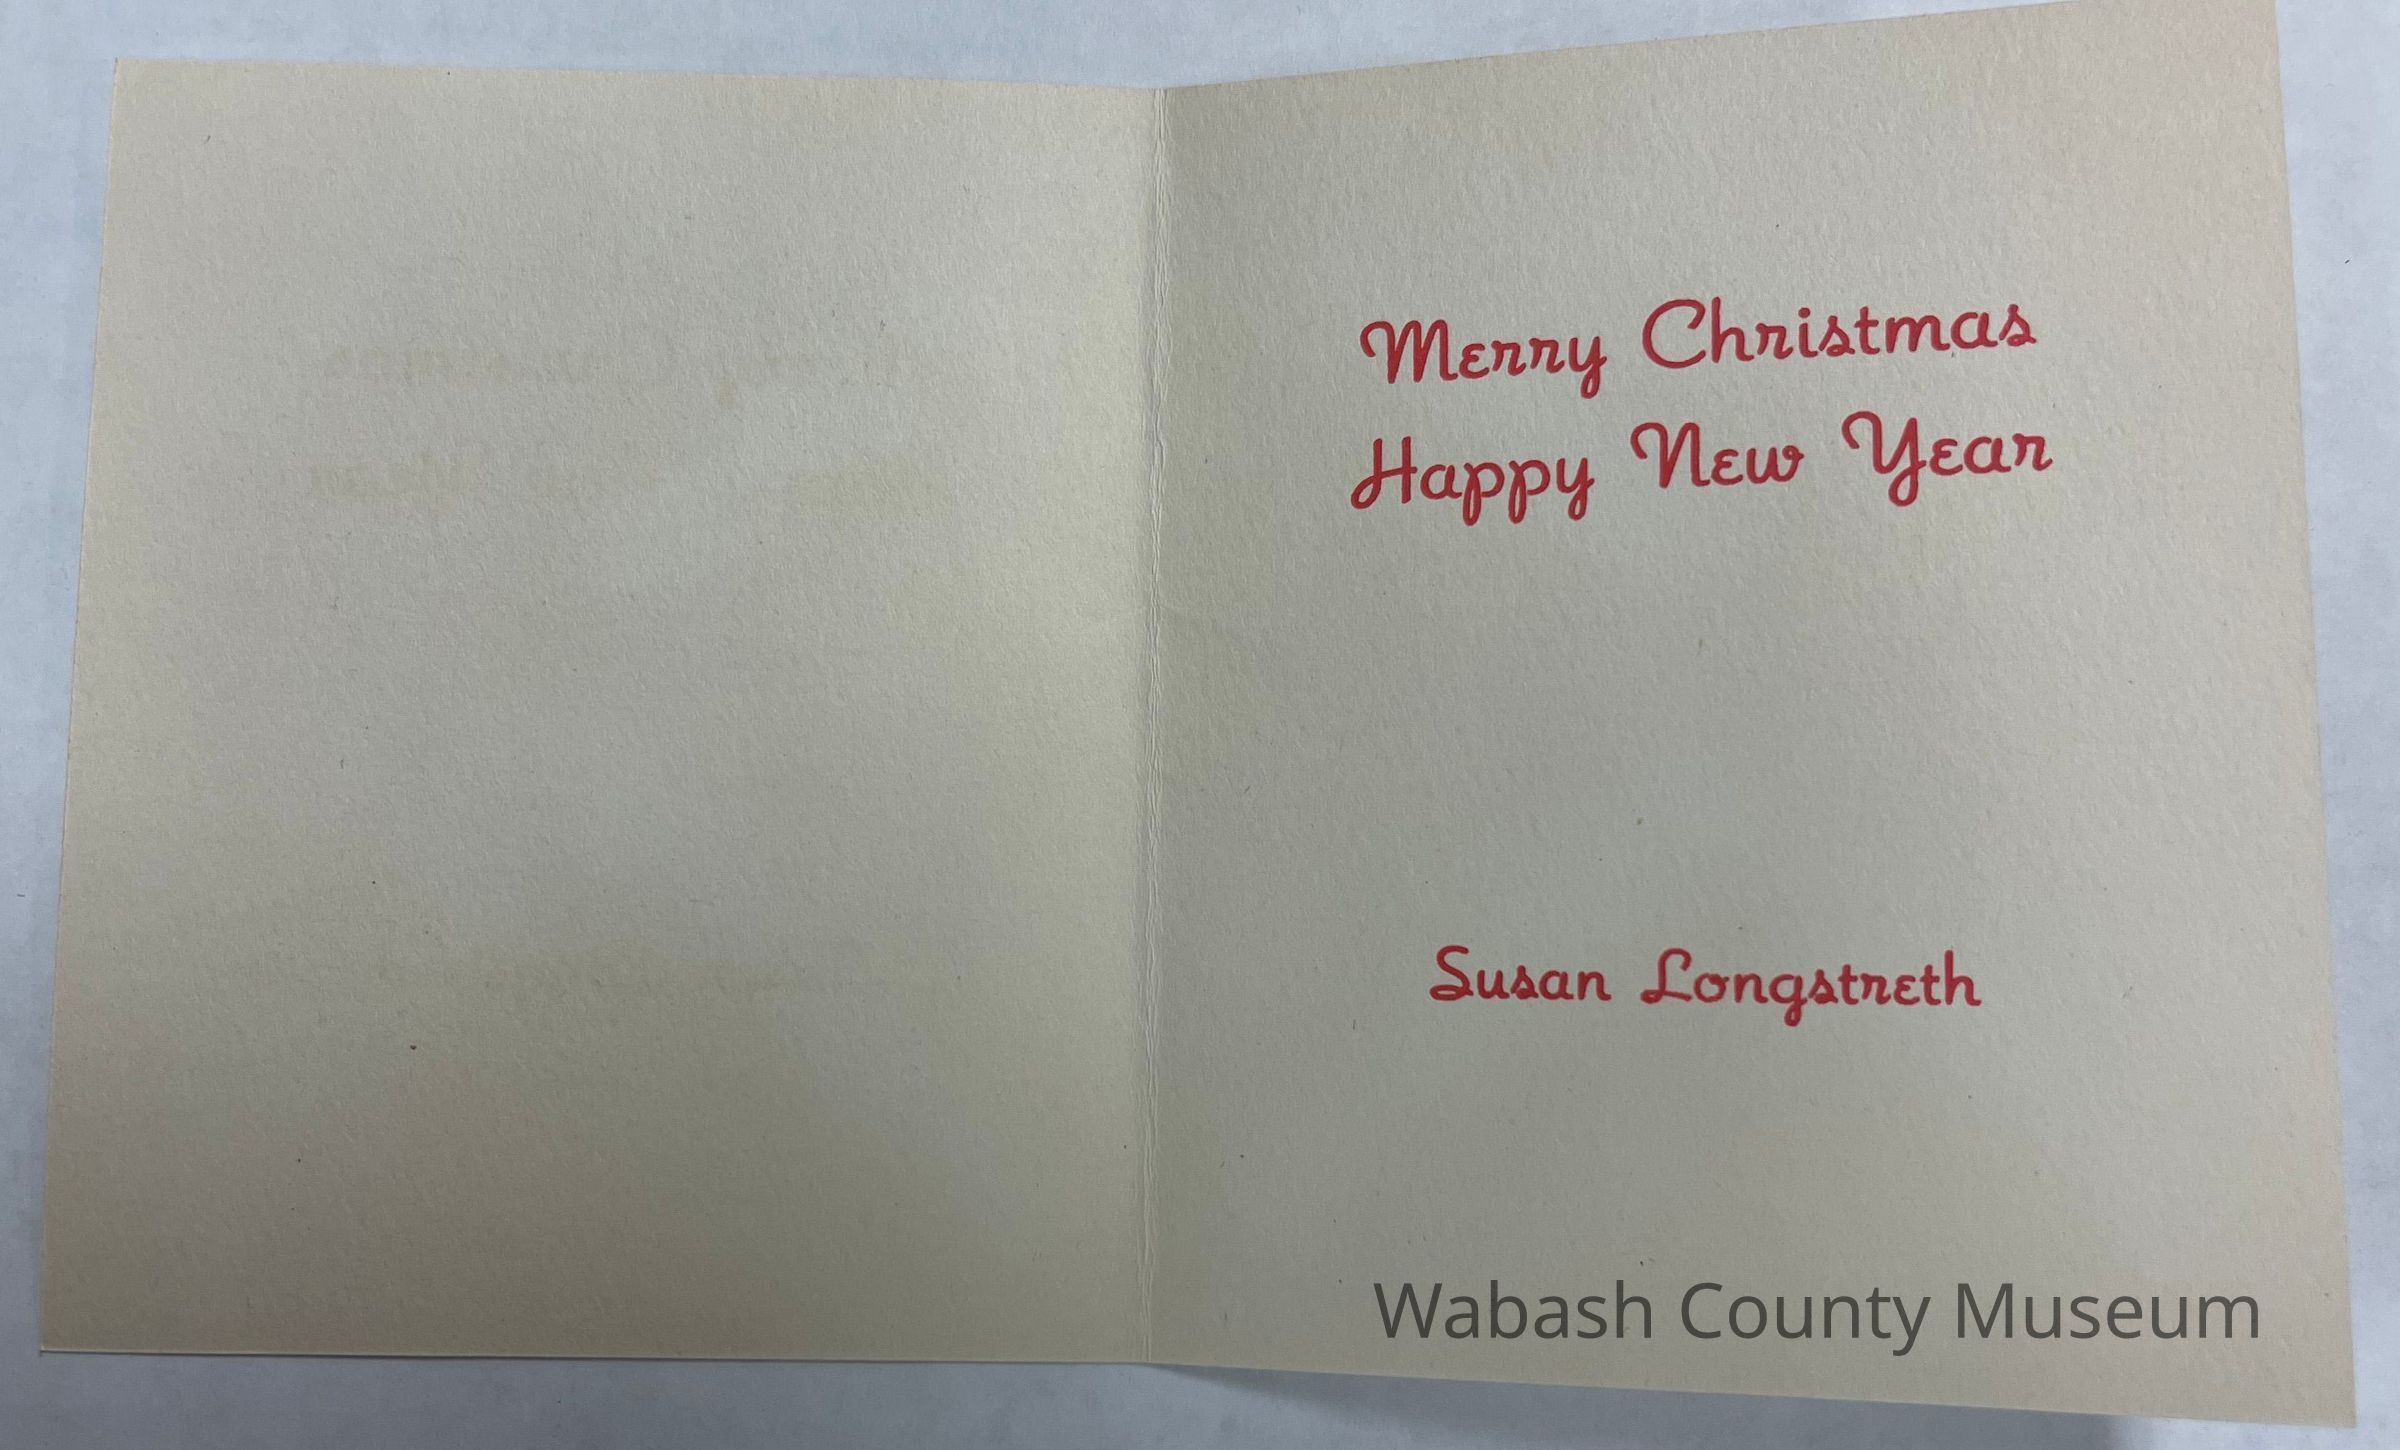 Merry Christmas
Happy New Year
Susan Longstreth
Wabash County Museum